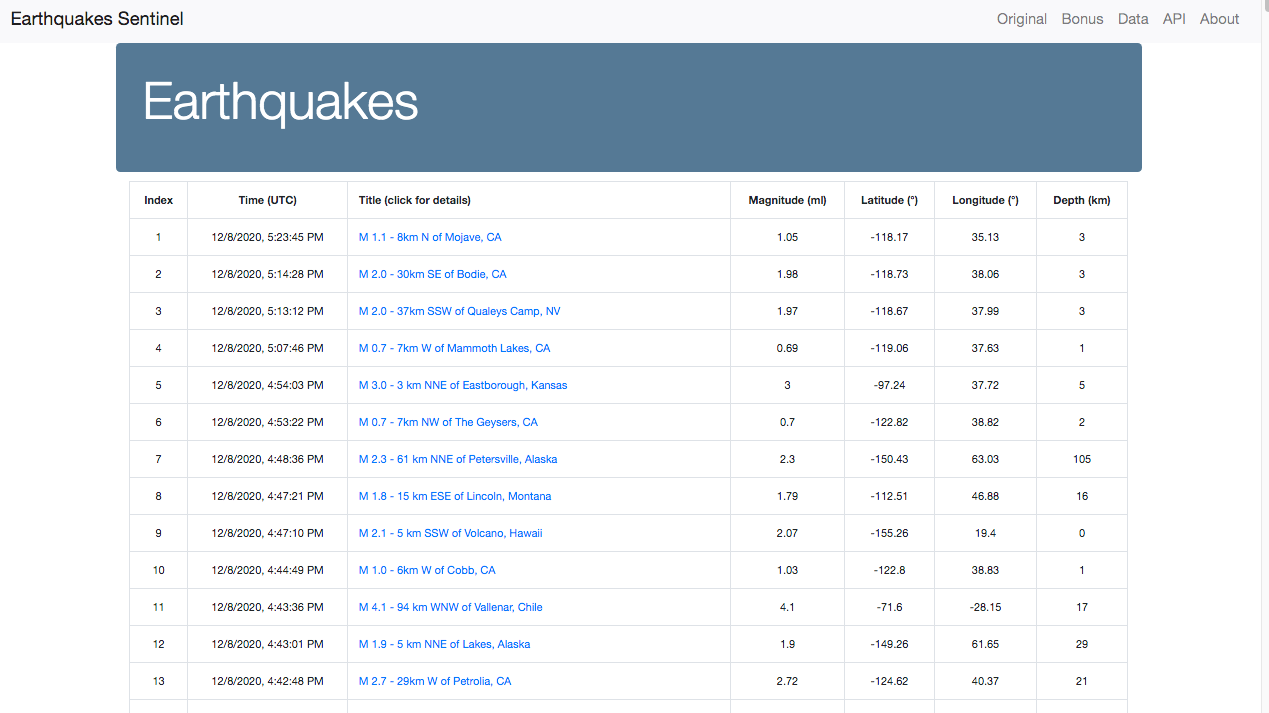 Earthquakes Sentinel Original Bonus Data API About
Earthquakes
Index Time (UTC) Title (click for details) Magnitude (ml) Latitude (°) Longitude (°) Depth (km)
1 12/8/2020, 5:23:45 PM M 1.1 - 8km N of Mojave, CA 1.05 -118.17 35.13 3
2 12/8/2020, 5:14:28 PM M 2.0 - 30km SE of Bodie, CA 1.98 -118.73 38.06 3
3 12/8/2020, 5:13:12 PM M 2.0 - 37km SSW of Qualeys Camp, NV 1.97 -118.67 37.99 3
4 12/8/2020, 5:07:46 PM M 0.7 - 7km W of Mammoth Lakes, CA 0.69 -119.06 37.63 1
5 12/8/2020, 4:54:03 PM M 3.0 - 3 km NNE of Eastborough, Kansas 3 -97.24 37.72 5
6 12/8/2020, 4:53:22 PM M 0.7 - 7km NW of The Geysers, CA 0.7 -122.82 38.82 2
7 12/8/2020, 4:48:36 PM M 2.3 - 61 km NNE of Petersville, Alaska 2.3 -150.43 63.03 105
8 12/8/2020, 4:47:21 PM M 1.8 - 15 km ESE of Lincoln, Montana 1.79 -112.51 46.88 16
9 12/8/2020, 4:47:10 PM M 2.1 - 5 km SSW of Volcano, Hawaii 2.07 -155.26 19.4 0
10 12/8/2020, 4:44:49 PM M 1.0 - 6km W of Cobb, CA 1.03 -122.8 38.83 1
11 12/8/2020, 4:43:36 PM M 4.1 - 94 km WNW of Vallenar, Chile 4.1 -71.6 -28.15 17
12 12/8/2020, 4:43:01 PM M 1.9 - 5 km NNE of Lakes, Alaska 1.9 -149.26 61.65 29
13 12/8/2020, 4:42:48 PM M 2.7 - 29km W of Petrolia, CA 2.72 -124.62 40.37 21